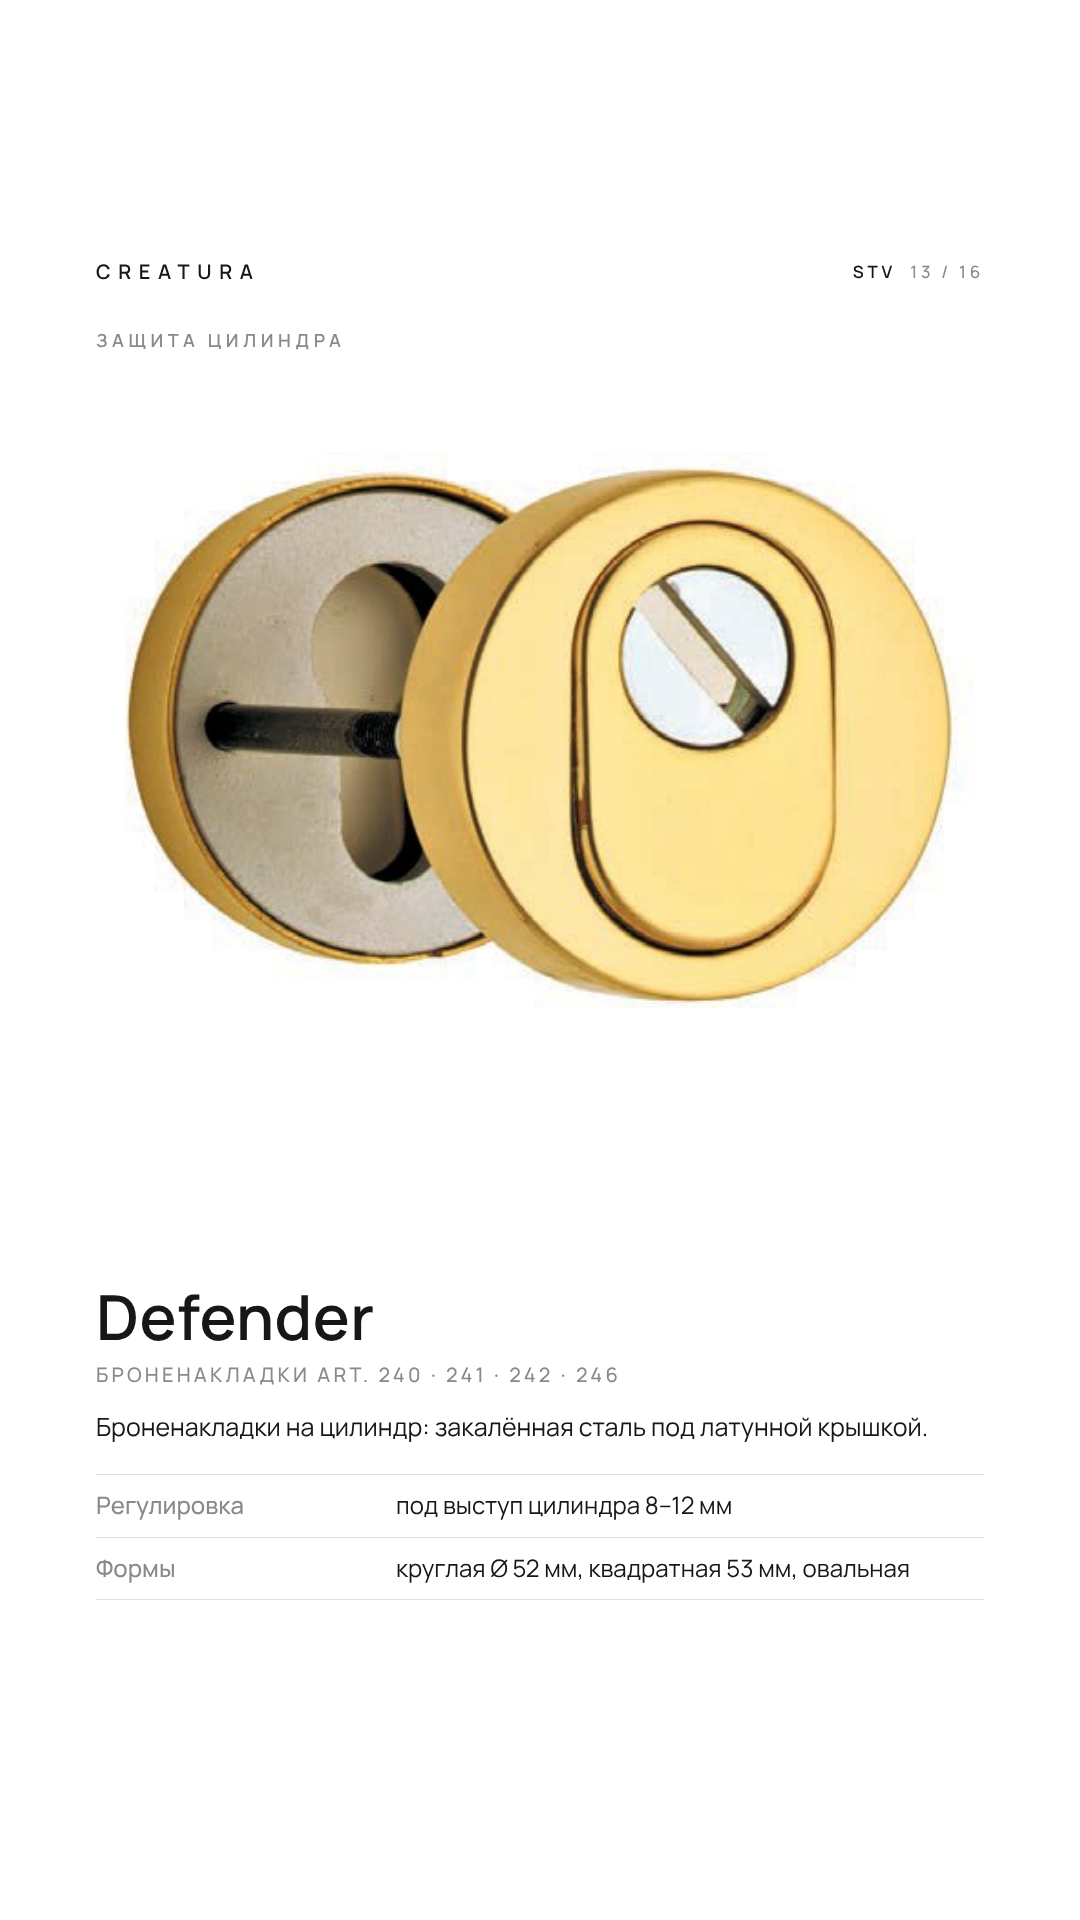 CREATURA
STV 13 / 16
ЗАЩИТА ЦИЛИНДРА
Defender
БРОНЕНАКЛАДКИ ART. 240 · 241 · 242 · 246
Броненакладки на цилиндр: закалённая сталь под латунной крышкой.
Регулировка под выступ цилиндра 8–12 мм
Формы круглая Ø 52 мм, квадратная 53 мм, овальная